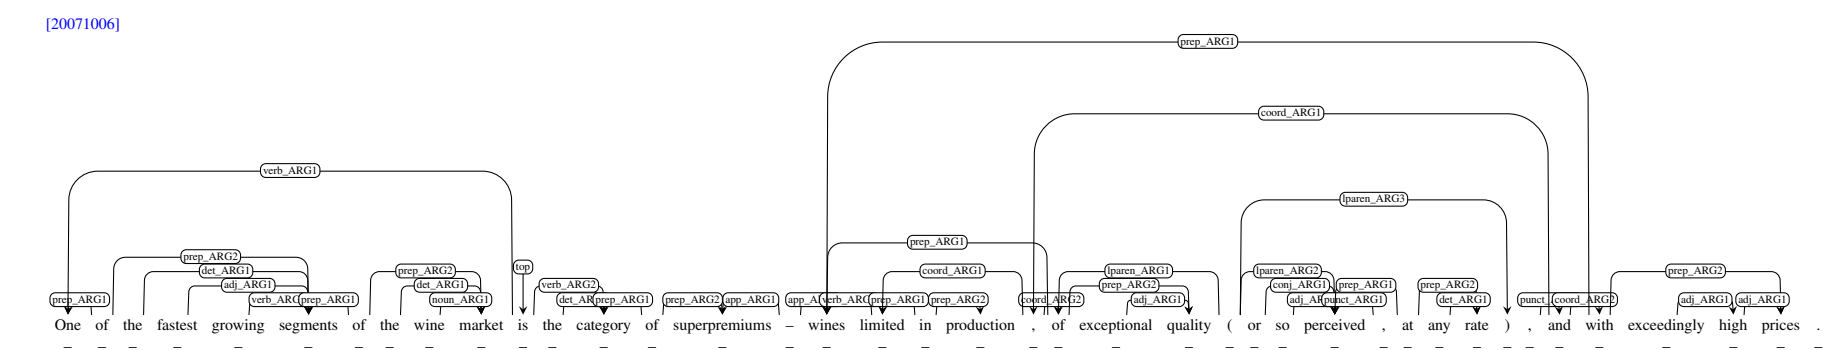 [20071006]
prep_ARG1
coord_ARG1
verb_ARG1
lparen_ARG3
prep_ARG1
prep_ARG2
top
det_ARG1 prep_ARG2 coord_ARG1 lparen_ARG1 lparen_ARG2 prep_ARG2
adj_ARG1 det_ARG1 verb_ARG2 prep_ARG2 conj_ARG1 prep_ARG1 prep_ARG2
prep_ARG1 prep_ARG1 noun_ARG1 prep_ARG1 prep_ARG2 app_ARG1 prep_ARG1 prep_ARG2 coord_ARG2 adj_ARG1 punct_ARG1 det_ARG1 coord_ARG2 adj_ARG1 adj_ARG1
One of the fastest growing segments of the wine market is the category of superpremiums – wines limited in production , of exceptional quality ( or so perceived , at any rate ) , and with exceedingly high prices .
_ _ _ _ _ _ _ _ _ _ _ _ _ _ _ _ _ _ _ _ _ _ _ _ _ _ _ _ _ _ _ _ _ _ _ _ _ _ _ _